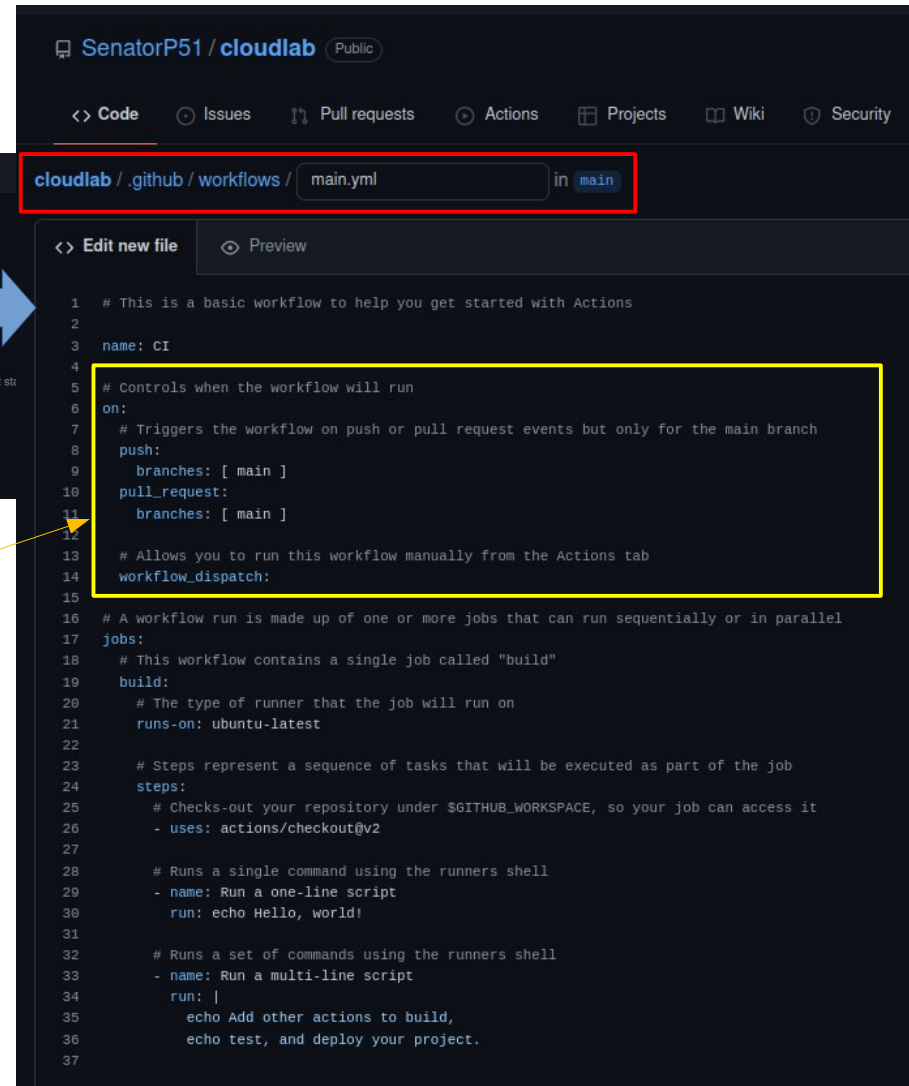 SenatorP51 / cloudlab Public
<> Code Issues Pull requests Actions Projects Wiki Security
cloudlab / .github / workflows / main.yml in main
<> Edit new file Preview
1 # This is a basic workflow to help you get started with Actions
2
3 name: CI
4
5 # Controls when the workflow will run
6 on:
7   # Triggers the workflow on push or pull request events but only for the main branch
8   push:
9     branches: [ main ]
10   pull_request:
11     branches: [ main ]
12
13   # Allows you to run this workflow manually from the Actions tab
14   workflow_dispatch:
15
16 # A workflow run is made up of one or more jobs that can run sequentially or in parallel
17 jobs:
18   # This workflow contains a single job called "build"
19   build:
20     # The type of runner that the job will run on
21     runs-on: ubuntu-latest
22
23     # Steps represent a sequence of tasks that will be executed as part of the job
24     steps:
25       # Checks-out your repository under $GITHUB_WORKSPACE, so your job can access it
26       - uses: actions/checkout@v2
27
28       # Runs a single command using the runners shell
29       - name: Run a one-line script
30         run: echo Hello, world!
31
32       # Runs a set of commands using the runners shell
33       - name: Run a multi-line script
34         run: |
35           echo Add other actions to build,
36           echo test, and deploy your project.
37